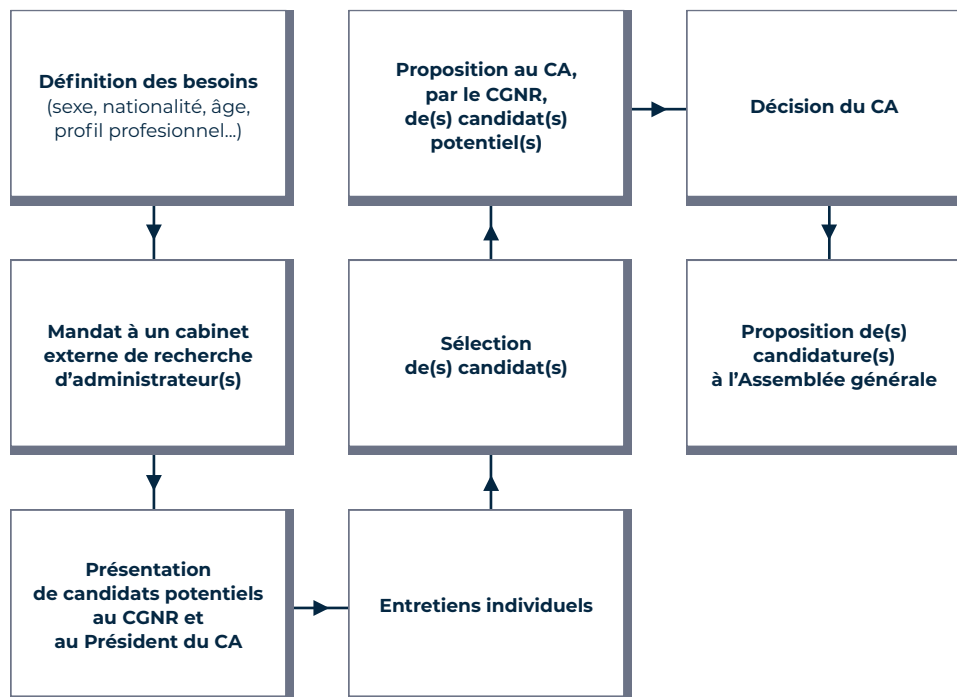 Définition des besoins
(sexe, nationalité, âge,
profil profesionnel...)
Mandat à un cabinet
externe de recherche
d’administrateur(s)
Présentation
de candidats potentiels
au CGNR et
au Président du CA
Entretiens individuels
Sélection
de(s) candidat(s)
Proposition au CA,
par le CGNR,
de(s) candidat(s)
potentiel(s)
Décision du CA
Proposition de(s)
candidature(s)
à l’Assemblée générale